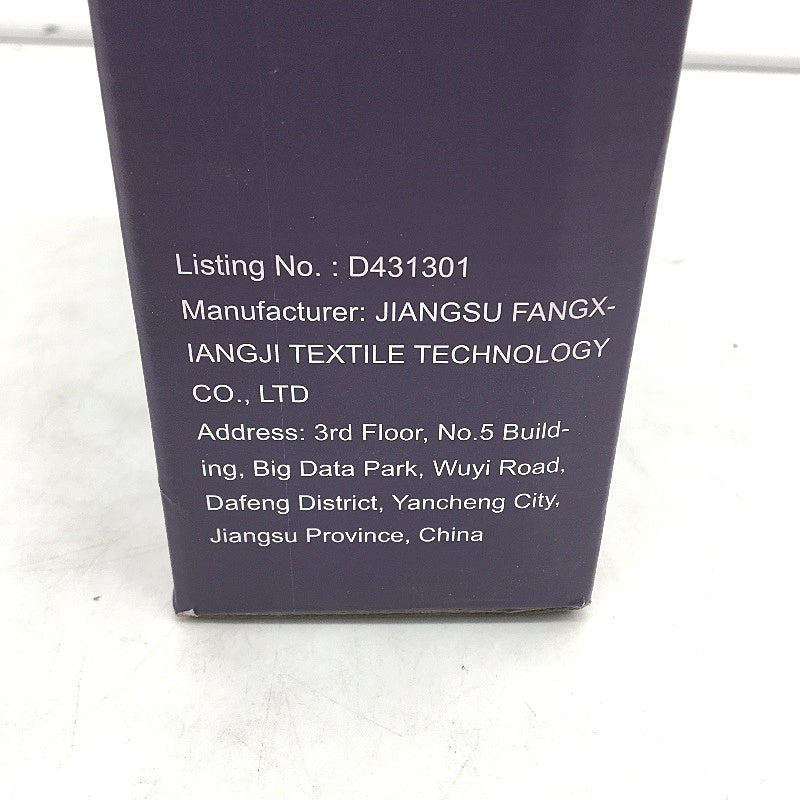 Listing No. : D431301
Manufacturer: JIANGSU FANGX-
IANGJI TEXTILE TECHNOLOGY
CO., LTD
Address: 3rd Floor, No.5 Build-
ing, Big Data Park, Wuyi Road,
Dafeng District, Yancheng City,
Jiangsu Province, China